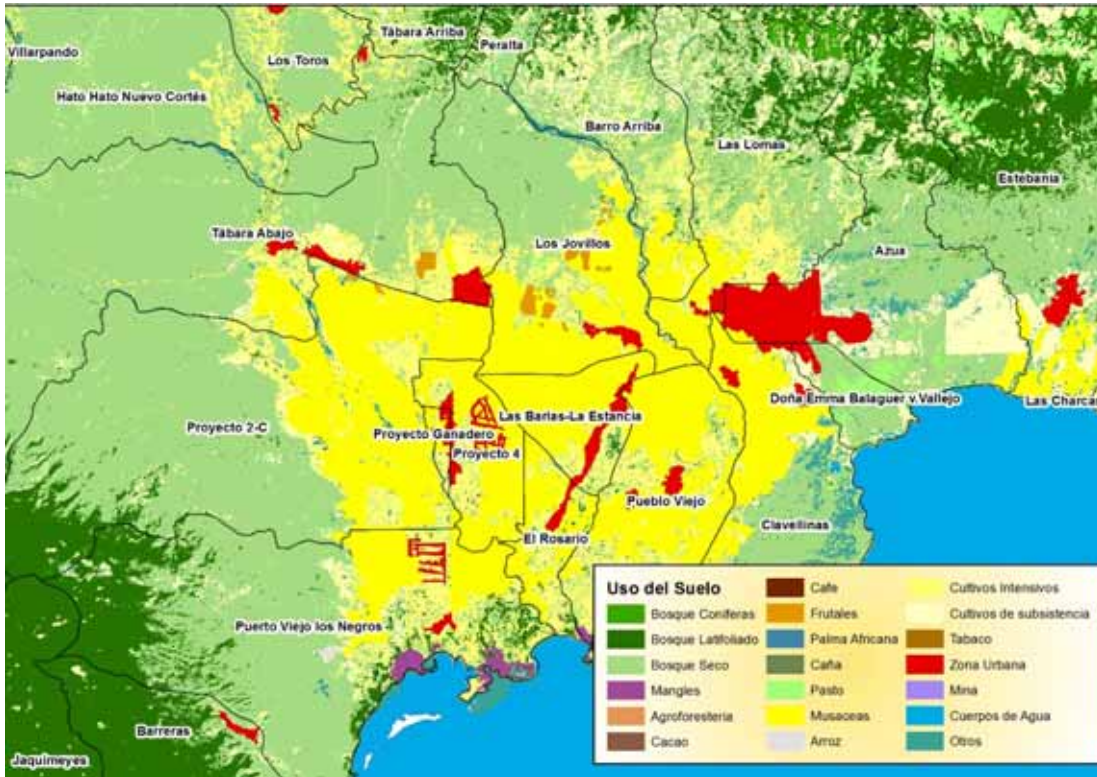 Tábara Arriba
Villarpando
Los Toros
Peralta
Hato Hato Nuevo Cortés
Barro Arriba
Las Lomas
Estebania
Tábara Abajo
Los Jovillos
Azua
Doña Emma Balaguer v.Vallejo
Las Charcas
Las Barias-La Estancia
Proyecto 2-C
Proyecto Ganadero
Proyecto 4
Pueblo Viejo
Clavellinas
El Rosario
Puerto Viejo los Negros
Barreras
Jaquimeyes
Uso del Suelo
Bosque Coniferas
Bosque Latifoliado
Bosque Seco
Mangles
Agroforesteria
Cacao
Cafe
Frutales
Palma Africana
Caña
Pasto
Musaceas
Arroz
Cultivos Intensivos
Cultivos de subsistencia
Tabaco
Zona Urbana
Mina
Cuerpos de Agua
Otros